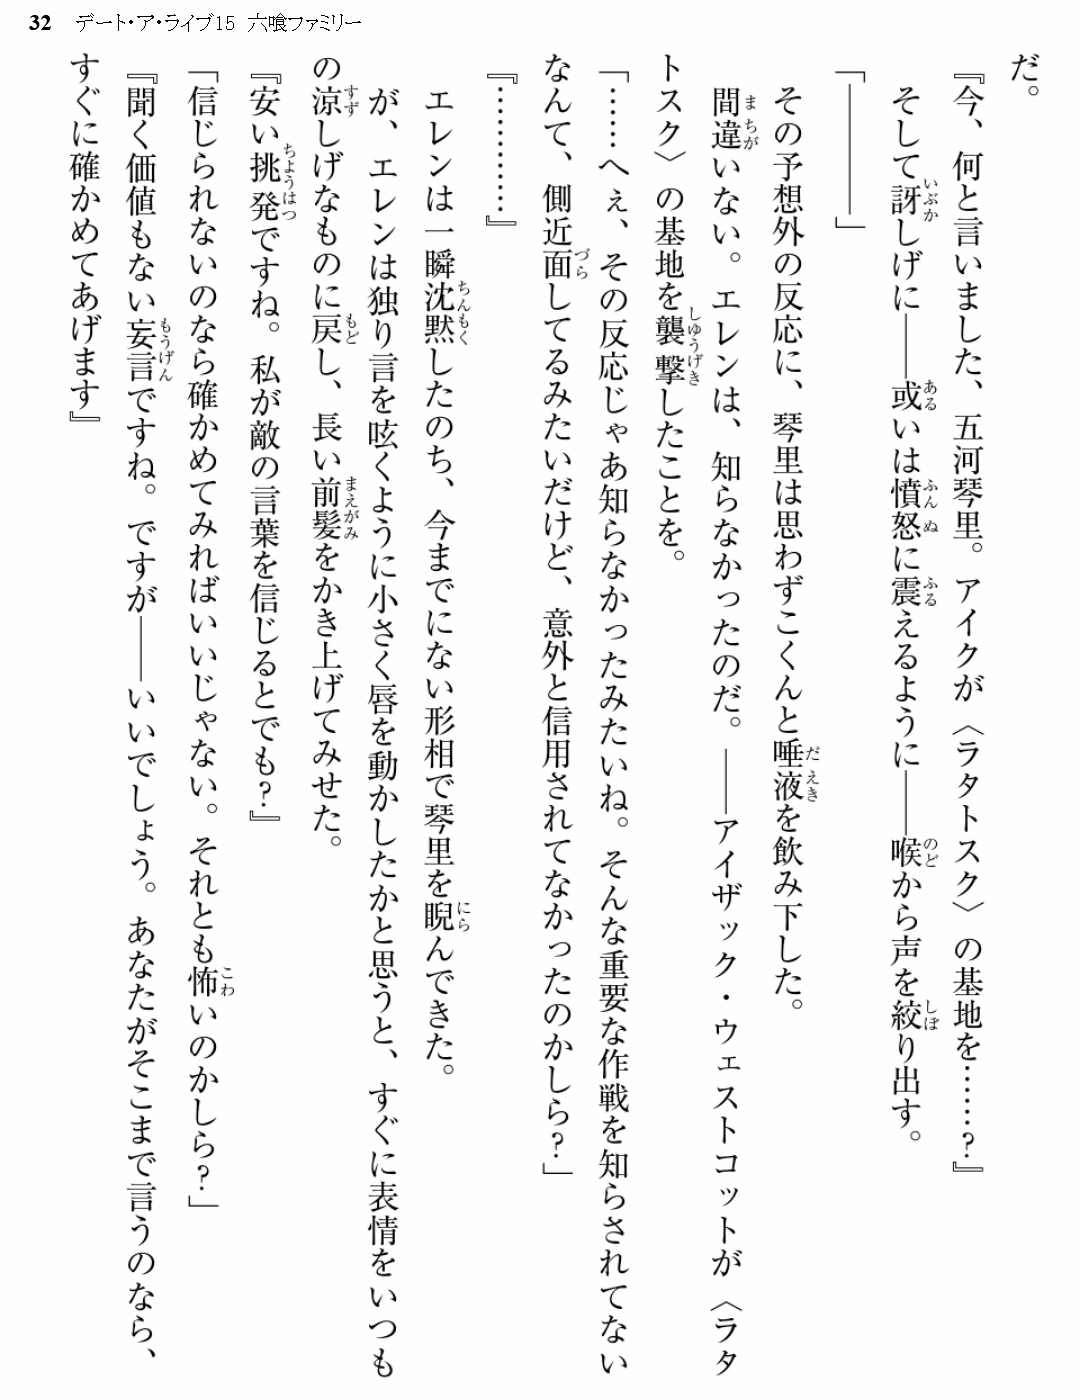 32 デート・ア・ライブ15 六喰ファミリー
だ。
『今、何と言いました、五河琴里。アイクが〈ラタトスク〉の基地を……？』
そして訝しげに――或いは憤怒に震えるように――喉から声を絞り出す。
「――――」
その予想外の反応に、琴里は思わずこくんと唾液を飲み下した。
間違いない。エレンは、知らなかったのだ。――アイザック・ウェストコットが〈ラタ
トスク〉の基地を襲撃したことを。
「……へぇ、その反応じゃあ知らなかったみたいね。そんな重要な作戦を知らされてない
なんて、側近面してるみたいだけど、意外と信用されてなかったのかしら？」
『…………』
エレンは一瞬沈黙したのち、今までにない形相で琴里を睨んできた。
が、エレンは独り言を呟くように小さく唇を動かしたかと思うと、すぐに表情をいつも
の涼しげなものに戻し、長い前髪をかき上げてみせた。
『安い挑発ですね。私が敵の言葉を信じるとでも？』
「信じられないのなら確かめてみればいいじゃない。それとも怖いのかしら？」
『聞く価値もない妄言ですね。ですが――いいでしょう。あなたがそこまで言うのなら、
すぐに確かめてあげます』